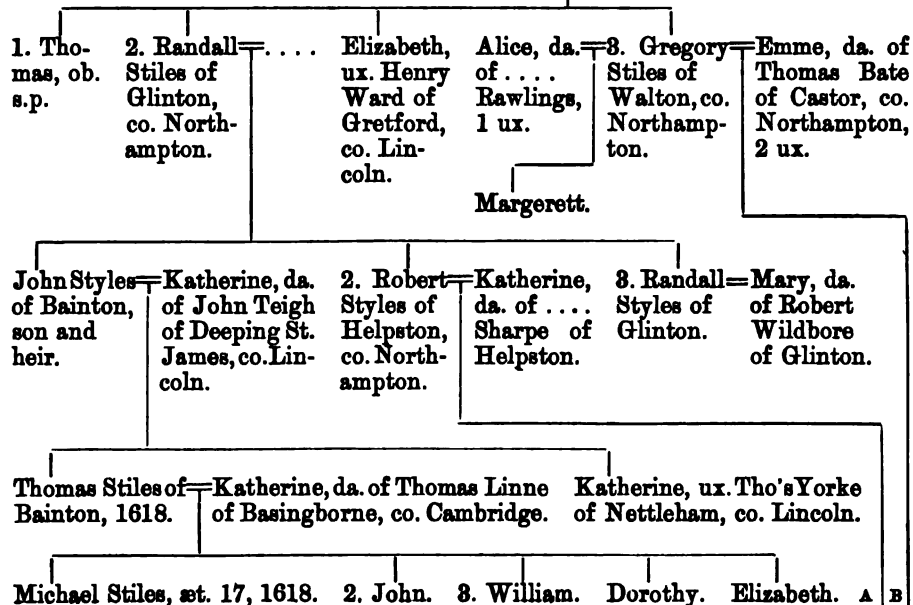 1. Tho-
mas, ob.
s.p.
2. Randall
Stiles of
Glinton,
co. North-
ampton.
. . . .
Elizabeth,
ux. Henry
Ward of
Gretford,
co. Lin-
coln.
Alice, da.
of . . . .
Rawlings,
1 ux.
3. Gregory
Stiles of
Walton, co.
Northamp-
ton.
Emme, da. of
Thomas Bate
of Castor, co.
Northampton,
2 ux.
Margerett.
John Styles
of Bainton,
son and
heir.
Katherine, da.
of John Teigh
of Deeping St.
James, co. Lin-
coln.
2. Robert
Styles of
Helpston,
co. North-
ampton.
Katherine,
da. of . . . .
Sharpe of
Helpston.
3. Randall
Styles of
Glinton.
Mary, da.
of Robert
Wildbore
of Glinton.
Thomas Stiles of
Bainton, 1618.
Katherine, da. of Thomas Linne
of Basingborne, co. Cambridge.
Katherine, ux. Tho's Yorke
of Nettleham, co. Lincoln.
Michael Stiles, æt. 17, 1618.
2. John.
3. William.
Dorothy.
Elizabeth.
A
B